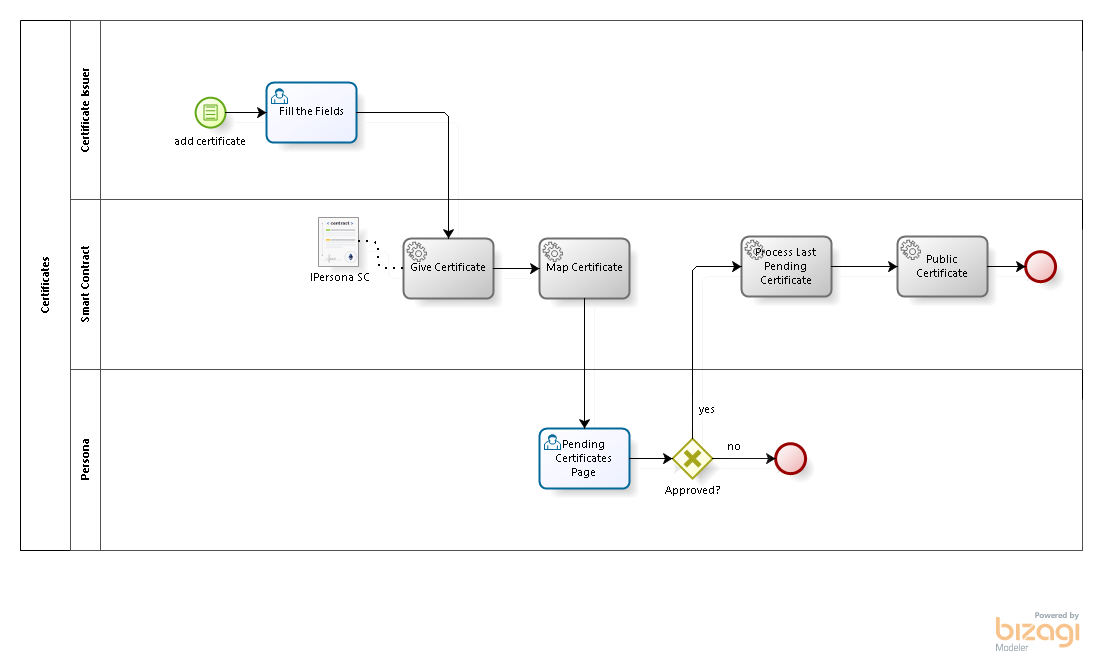 Certificates
Certificate Issuer
add certificate
Fill the Fields
Smart Contract
< contract >
IPersona SC
Give Certificate
Map Certificate
Process Last
Pending
Certificate
Public
Certificate
Persona
Pending
Certificates
Page
yes
no
Approved?
Powered by
bizagi
Modeler